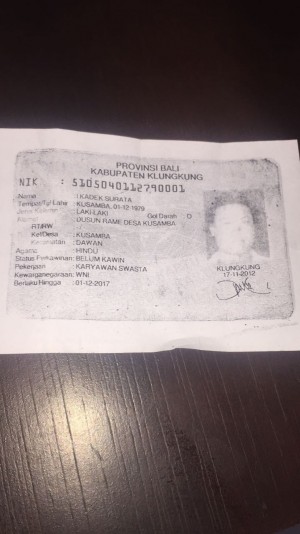 PROVINSI BALI
KABUPATEN KLUNGKUNG
NIK : 5105040112790001
Nama : I KADEK SURATA
Tempat/Tgl Lahir : KUSAMBA, 01-12-1979
Jenis Kelamin : LAKI-LAKI Gol Darah : O
Alamat : DUSUN RAME DESA KUSAMBA
RT/RW
Kel/Desa : KUSAMBA
Kecamatan : DAWAN
Agama : HINDU
Status Perkawinan : BELUM KAWIN
Pekerjaan : KARYAWAN SWASTA
Kewarganegaraan : WNI
Berlaku Hingga : 01-12-2017
KLUNGKUNG
17-11-2012